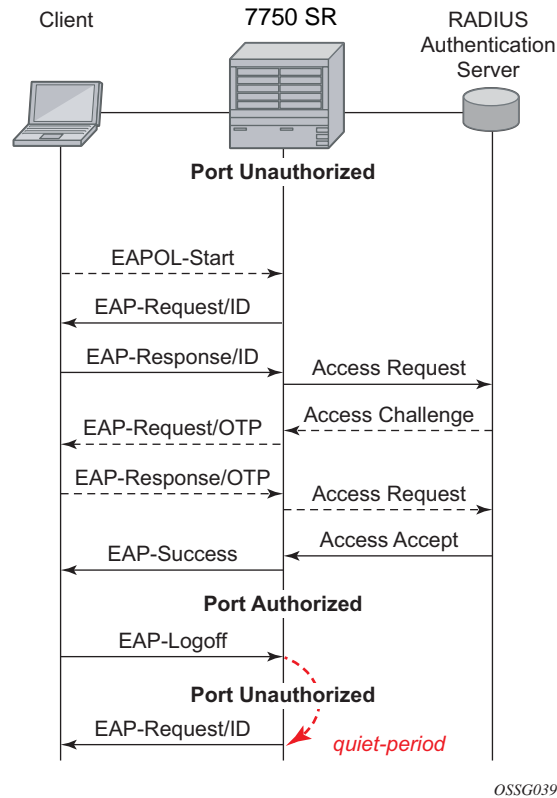 Client
7750 SR
RADIUS
Authentication
Server
Port Unauthorized
EAPOL-Start
EAP-Request/ID
EAP-Response/ID
Access Request
Access Challenge
EAP-Request/OTP
EAP-Response/OTP
Access Request
Access Accept
EAP-Success
Port Authorized
EAP-Logoff
Port Unauthorized
EAP-Request/ID
quiet-period
OSSG039